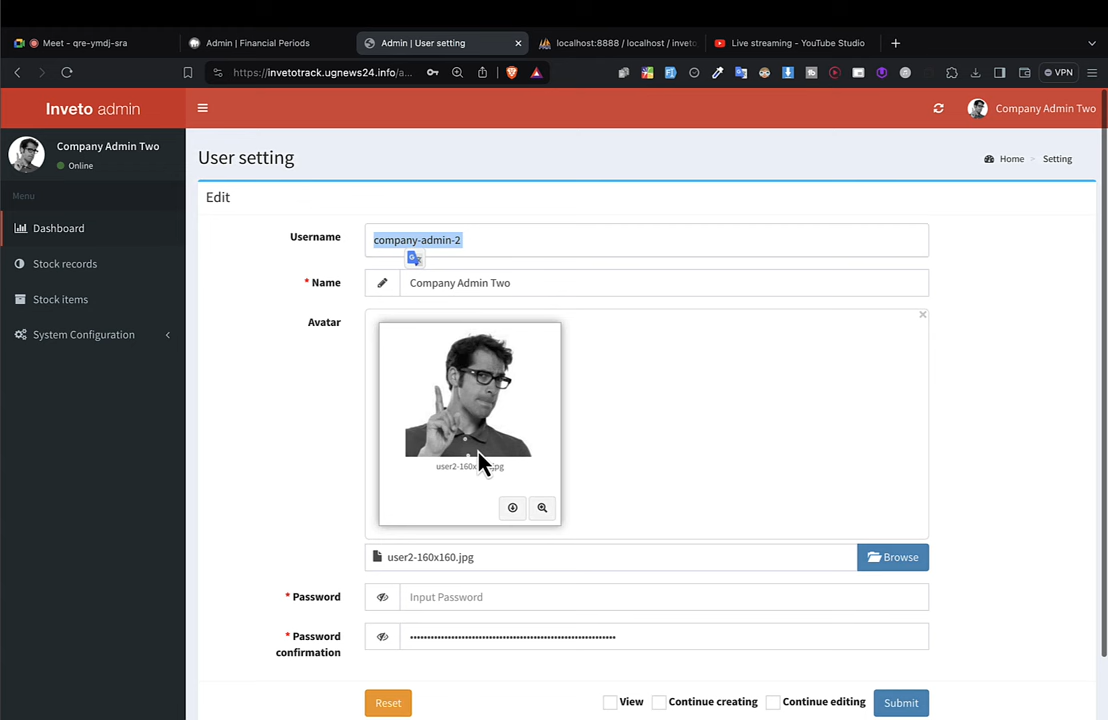 Meet - qre-ymdj-sra
Admin | Financial Periods
Admin | User setting
localhost:8888 / localhost / inveto
Live streaming - YouTube Studio
https://invetotrack.ugnews24.info/a...
VPN
Inveto admin
Company Admin Two
Company Admin Two
Online
User setting
Home > Setting
Menu
Edit
Dashboard
Stock records
Stock items
System Configuration
Username
company-admin-2
* Name
Company Admin Two
Avatar
user2-160x160.jpg
Browse
* Password
Input Password
* Password
confirmation
Reset
View
Continue creating
Continue editing
Submit